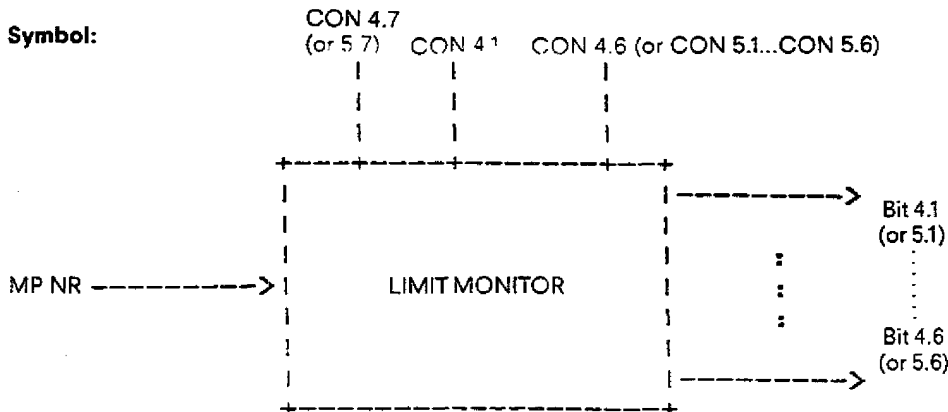 Symbol:
CON 4.7
(or 5.7)
CON 4.1
CON 4.6 (or CON 5.1...CON 5.6)
MP NR
LIMIT MONITOR
Bit 4.1
(or 5.1)
Bit 4.6
(or 5.6)